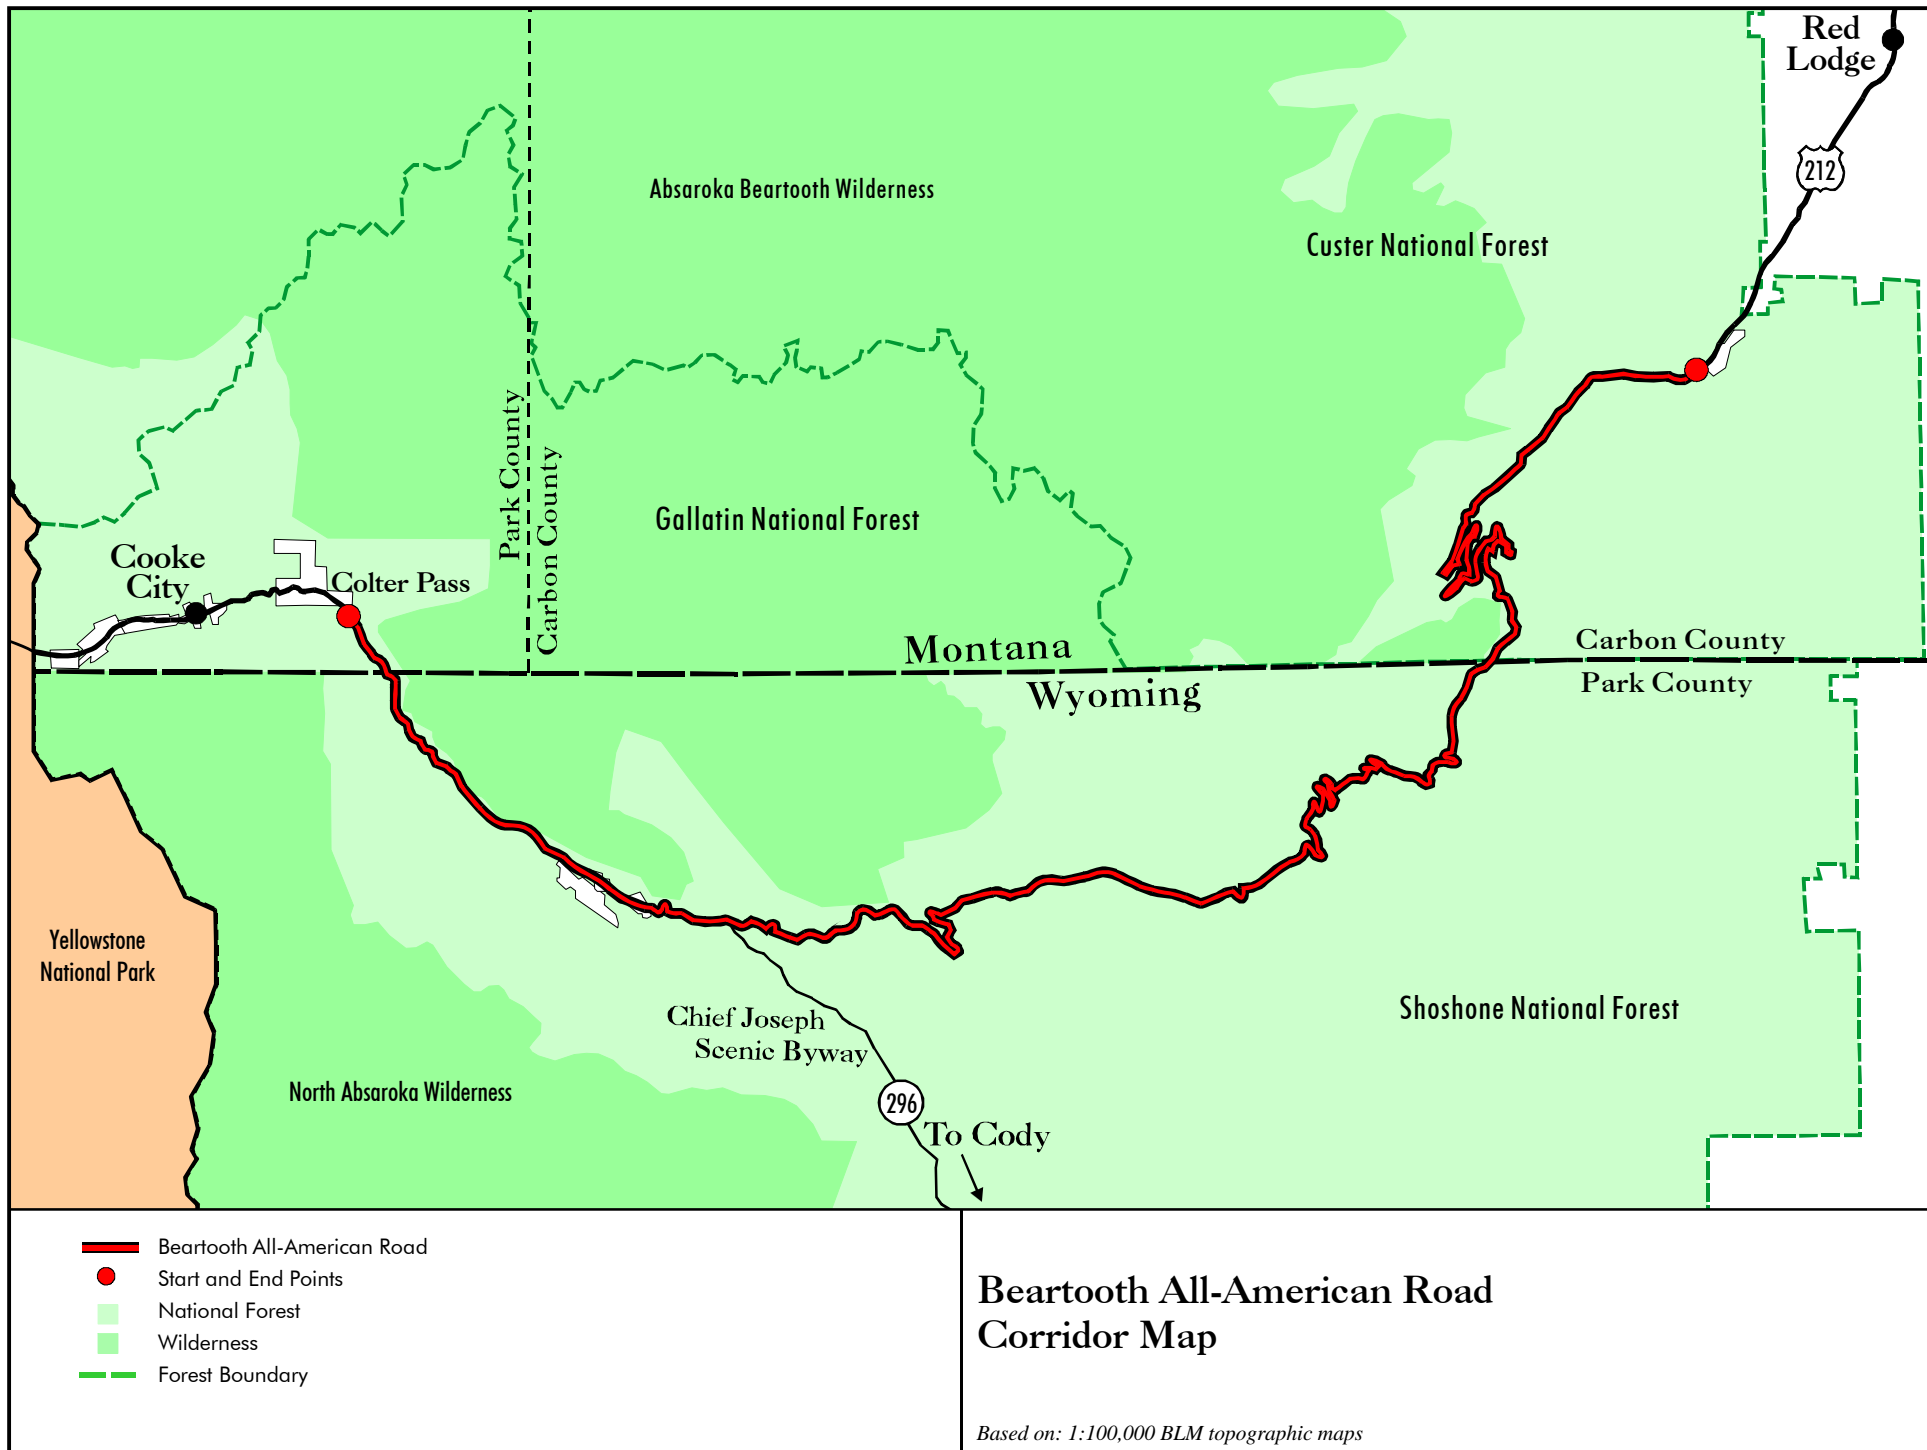 Red
Lodge
212
Absaroka Beartooth Wilderness
Custer National Forest
Park County
Carbon County
Gallatin National Forest
Cooke
City
Colter Pass
Montana
Wyoming
Carbon County
Park County
Yellowstone
National Park
Shoshone National Forest
Chief Joseph
Scenic Byway
North Absaroka Wilderness
296
To Cody
Beartooth All-American Road
Start and End Points
National Forest
Wilderness
Forest Boundary
Beartooth All-American Road
Corridor Map
Based on: 1:100,000 BLM topographic maps